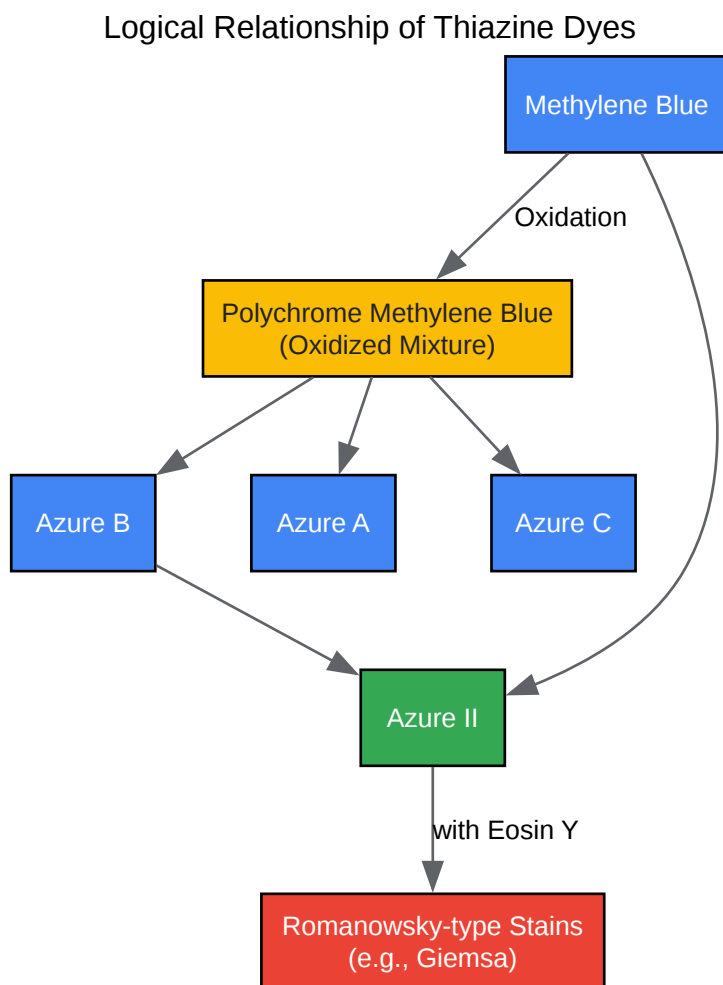 Logical Relationship of Thiazine Dyes
Methylene Blue
Oxidation
Polychrome Methylene Blue
(Oxidized Mixture)
Azure B
Azure A
Azure C
Azure II
with Eosin Y
Romanowsky-type Stains
(e.g., Giemsa)